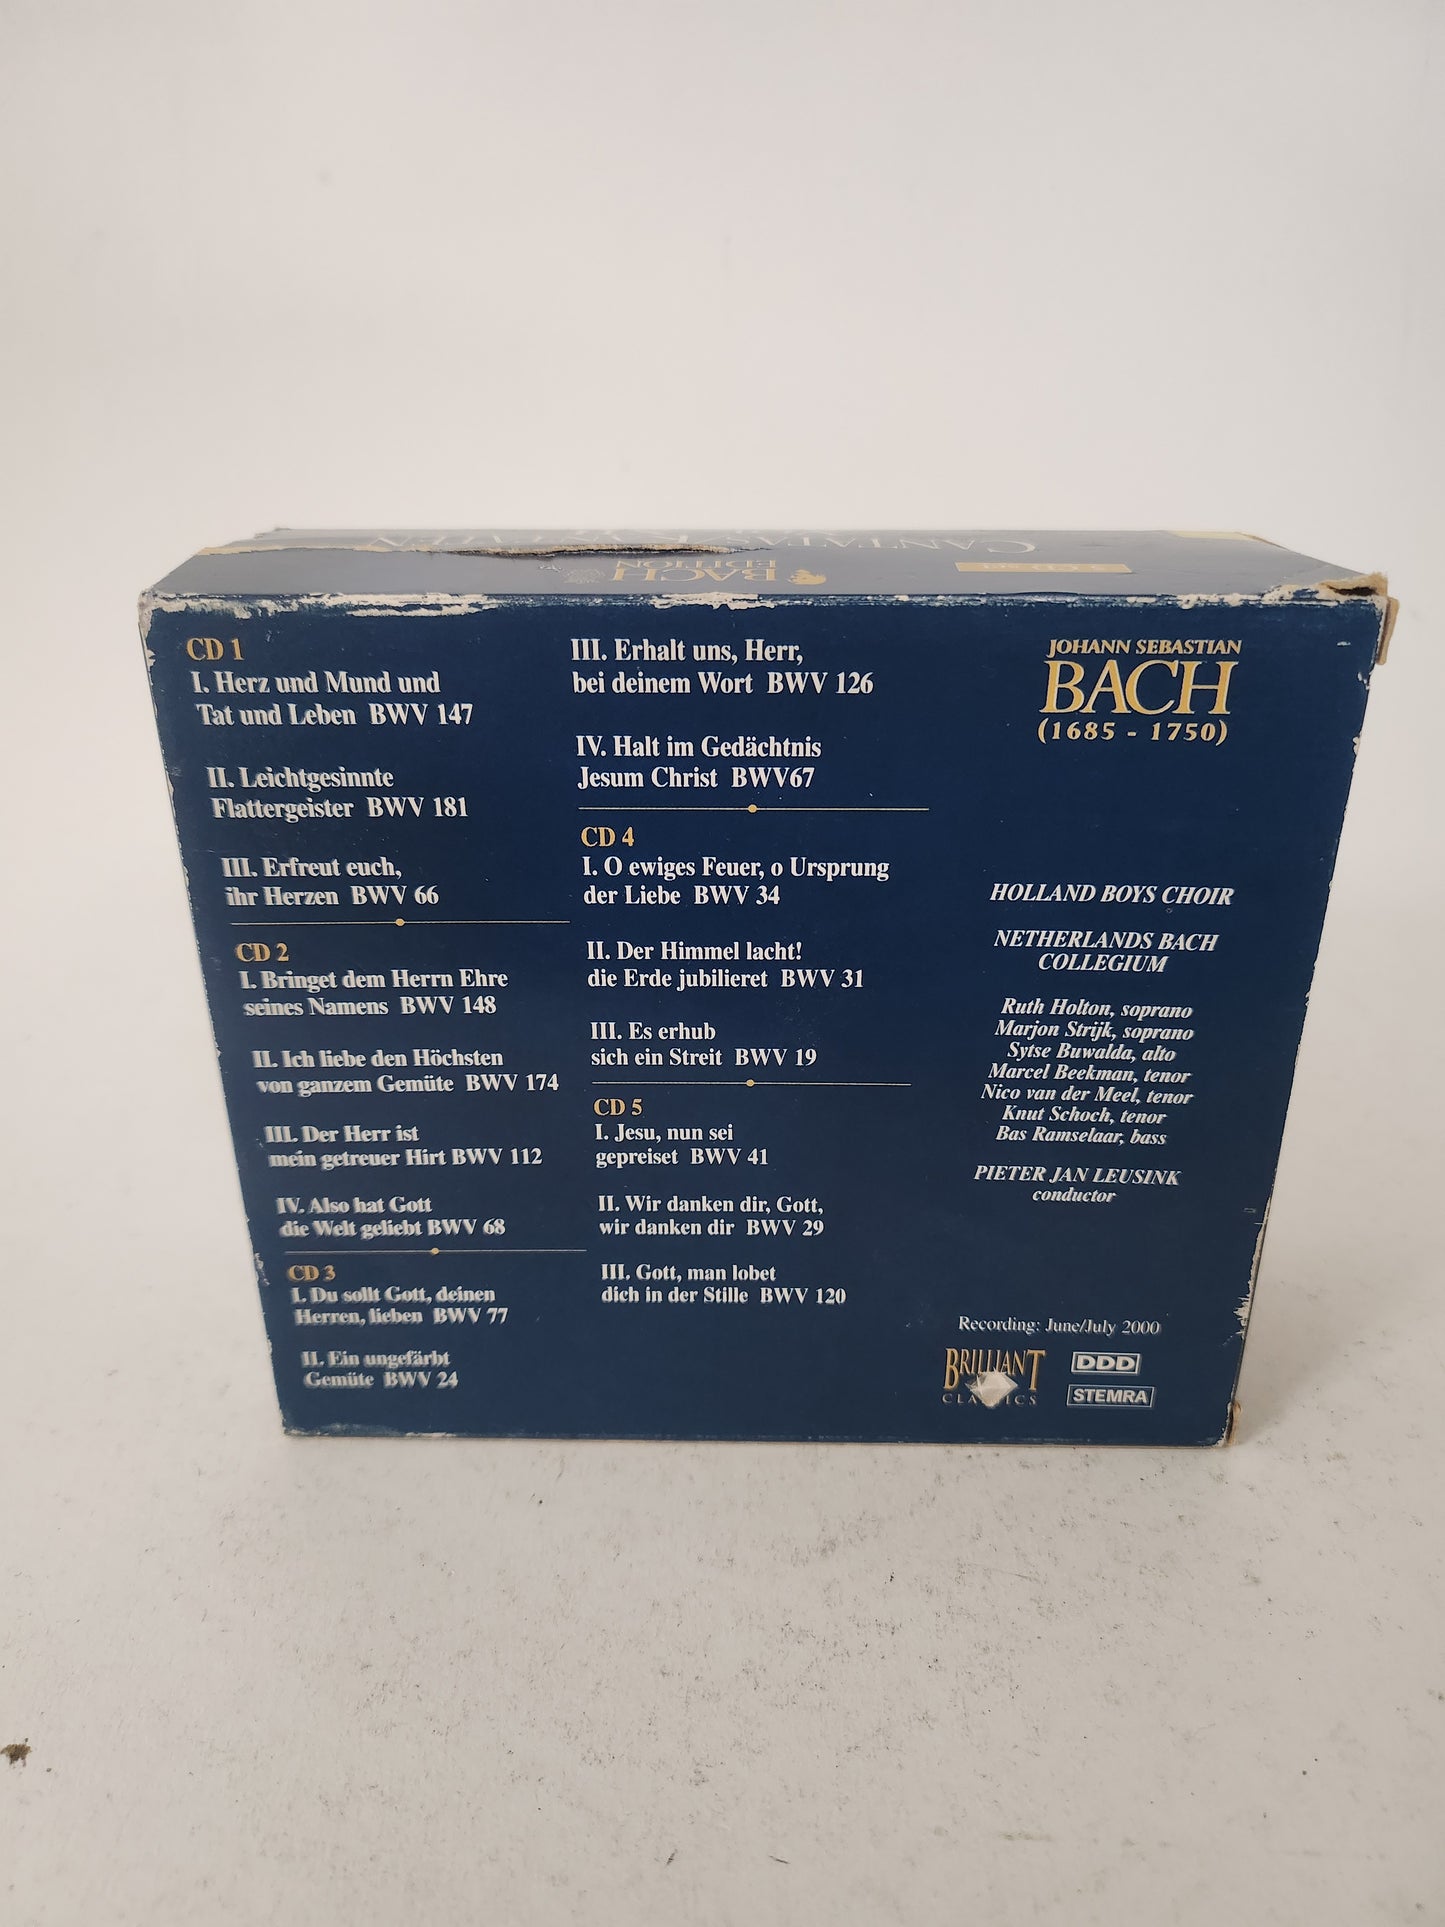 CANTATAS/KANTATEN
5 CD SET
BACH
EDITION
CD 1
I. Herz und Mund und
Tat und Leben BWV 147
II. Leichtgesinnte
Flattergeister BWV 181
III. Erfreut euch,
ihr Herzen BWV 66
CD 2
I. Bringet dem Herrn Ehre
seines Namens BWV 148
II. Ich liebe den Höchsten
von ganzem Gemüte BWV 174
III. Der Herr ist
mein getreuer Hirt BWV 112
IV. Also hat Gott
die Welt geliebt BWV 68
CD 3
I. Du sollt Gott, deinen
Herren, lieben BWV 77
II. Ein ungefärbt
Gemüte BWV 24
III. Erhalt uns, Herr,
bei deinem Wort BWV 126
IV. Halt im Gedächtnis
Jesum Christ BWV67
CD 4
I. O ewiges Feuer, o Ursprung
der Liebe BWV 34
II. Der Himmel lacht!
die Erde jubilieret BWV 31
III. Es erhub
sich ein Streit BWV 19
CD 5
I. Jesu, nun sei
gepreiset BWV 41
II. Wir danken dir, Gott,
wir danken dir BWV 29
III. Gott, man lobet
dich in der Stille BWV 120
JOHANN SEBASTIAN
BACH
(1685 - 1750)
HOLLAND BOYS CHOIR
NETHERLANDS BACH
COLLEGIUM
Ruth Holton, soprano
Marjon Strijk, soprano
Sytse Buwalda, alto
Marcel Beekman, tenor
Nico van der Meel, tenor
Knut Schoch, tenor
Bas Ramselaar, bass
PIETER JAN LEUSINK
conductor
Recording: June/July 2000
BRILLIANT
CLASSICS
DDD
STEMRA